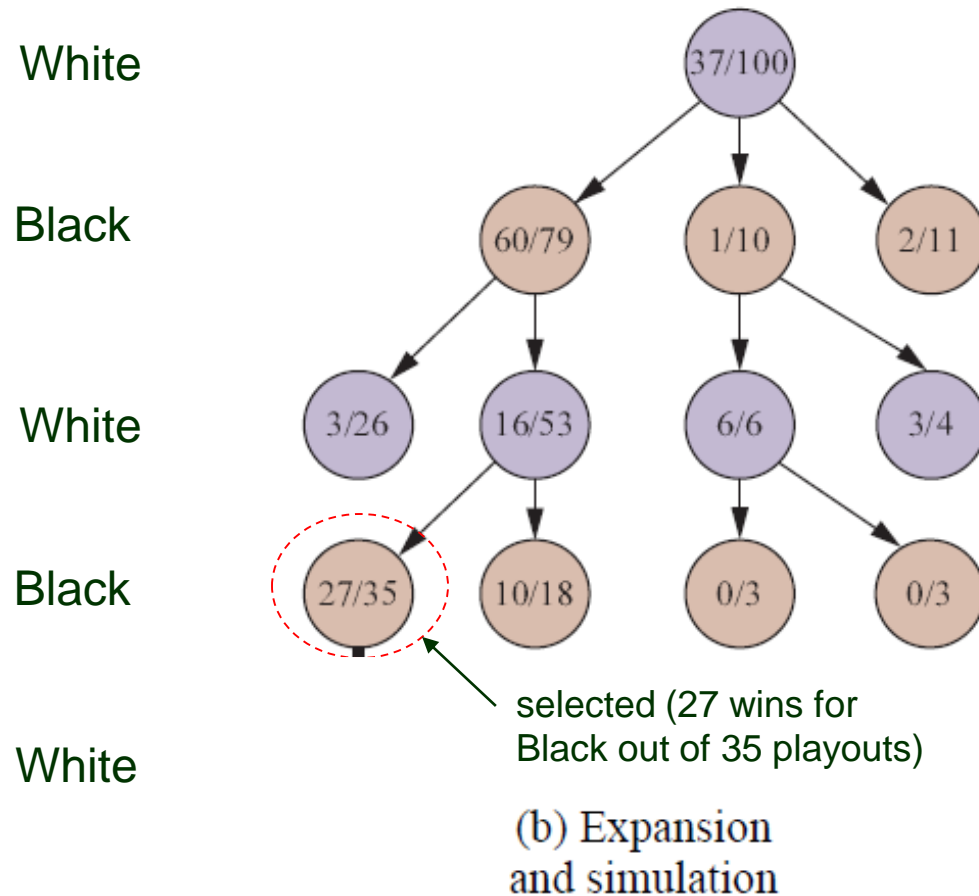 White
37/100
Black
60/79
1/10
2/11
White
3/26
16/53
6/6
3/4
Black
27/35
10/18
0/3
0/3
selected (27 wins for
Black out of 35 playouts)
White
(b) Expansion
and simulation